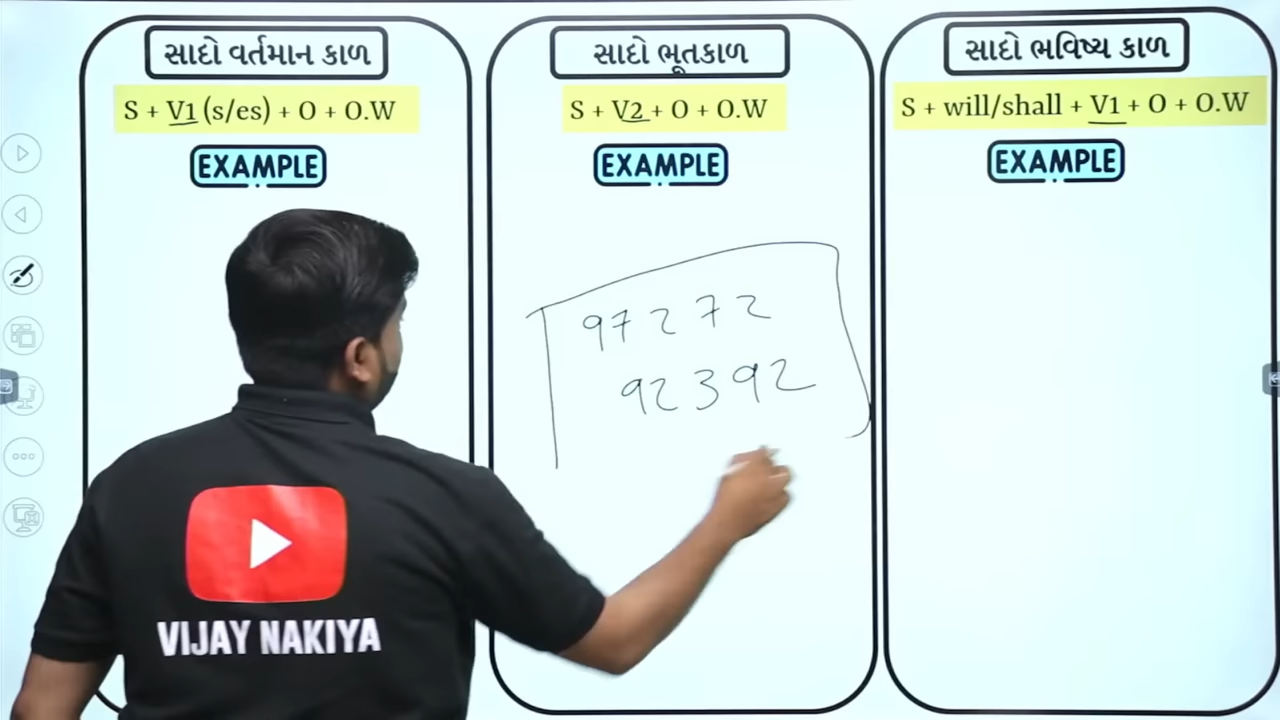 સાદો વર્તમાન કાળ
S + V1 (s/es) + O + O.W
EXAMPLE
સાદો ભૂતકાળ
S + V2 + O + O.W
EXAMPLE
97272
92392
સાદો ભવિષ્ય કાળ
S + will/shall + V1 + O + O.W
EXAMPLE
VIJAY NAKIYA